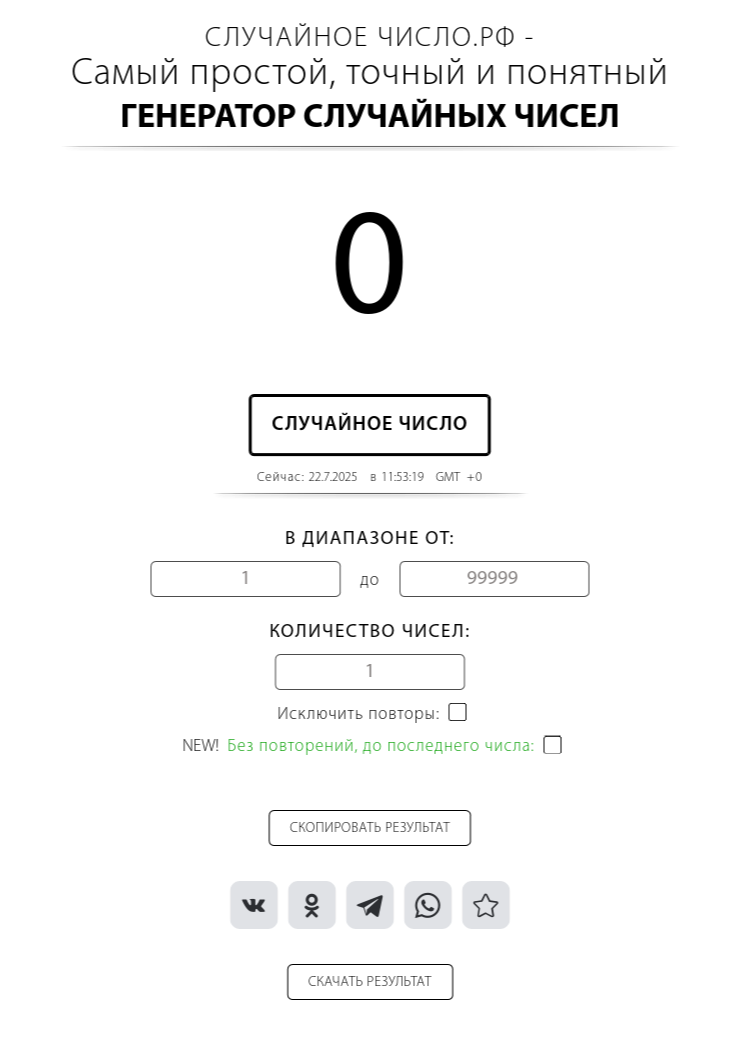 СЛУЧАЙНОЕ ЧИСЛО.РФ -
Самый простой, точный и понятный
ГЕНЕРАТОР СЛУЧАЙНЫХ ЧИСЕЛ
0
СЛУЧАЙНОЕ ЧИСЛО
Сейчас: 22.7.2025 в 11:53:19 GMT +0
В ДИАПАЗОНЕ ОТ:
1 до 99999
КОЛИЧЕСТВО ЧИСЕЛ:
1
Исключить повторы:
NEW! Без повторений, до последнего числа:
СКОПИРОВАТЬ РЕЗУЛЬТАТ
СКАЧАТЬ РЕЗУЛЬТАТ